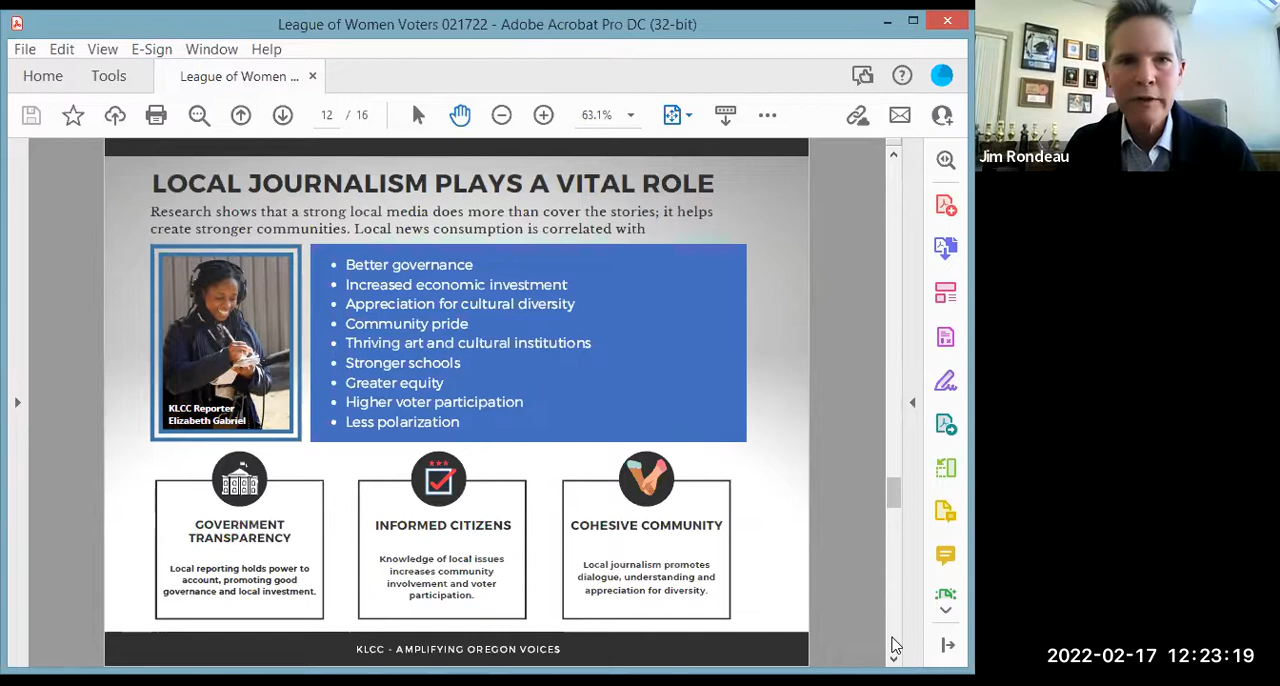 League of Women Voters 021722 - Adobe Acrobat Pro DC (32-bit)
File Edit View E-Sign Window Help
Home Tools League of Women ... ×
12 / 16 63.1%
LOCAL JOURNALISM PLAYS A VITAL ROLE
Research shows that a strong local media does more than cover the stories; it helps
create stronger communities. Local news consumption is correlated with
• Better governance
• Increased economic investment
• Appreciation for cultural diversity
• Community pride
• Thriving art and cultural institutions
• Stronger schools
• Greater equity
• Higher voter participation
• Less polarization
KLCC Reporter
Elizabeth Gabriel
GOVERNMENT
TRANSPARENCY
Local reporting holds power to
account, promoting good
governance and local investment.
INFORMED CITIZENS
Knowledge of local issues
increases community
involvement and voter
participation.
COHESIVE COMMUNITY
Local journalism promotes
dialogue, understanding and
appreciation for diversity.
KLCC - AMPLIFYING OREGON VOICES
Jim Rondeau
2022-02-17 12:23:19